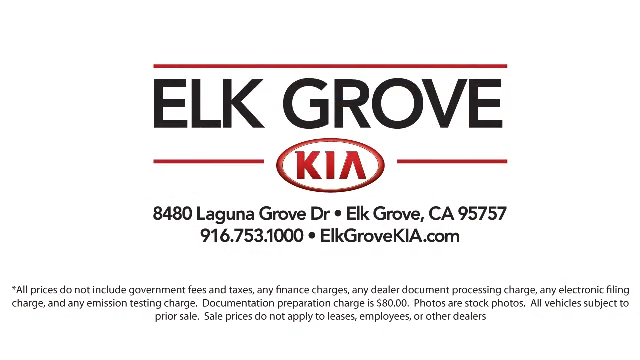 ELK GROVE
KIA
8480 Laguna Grove Dr • Elk Grove, CA 95757
916.753.1000 • ElkGroveKIA.com
*All prices do not include government fees and taxes, any finance charges, any dealer document processing charge, any electronic filing
charge, and any emission testing charge. Documentation preparation charge is $80.00. Photos are stock photos. All vehicles subject to
prior sale. Sale prices do not apply to leases, employees, or other dealers